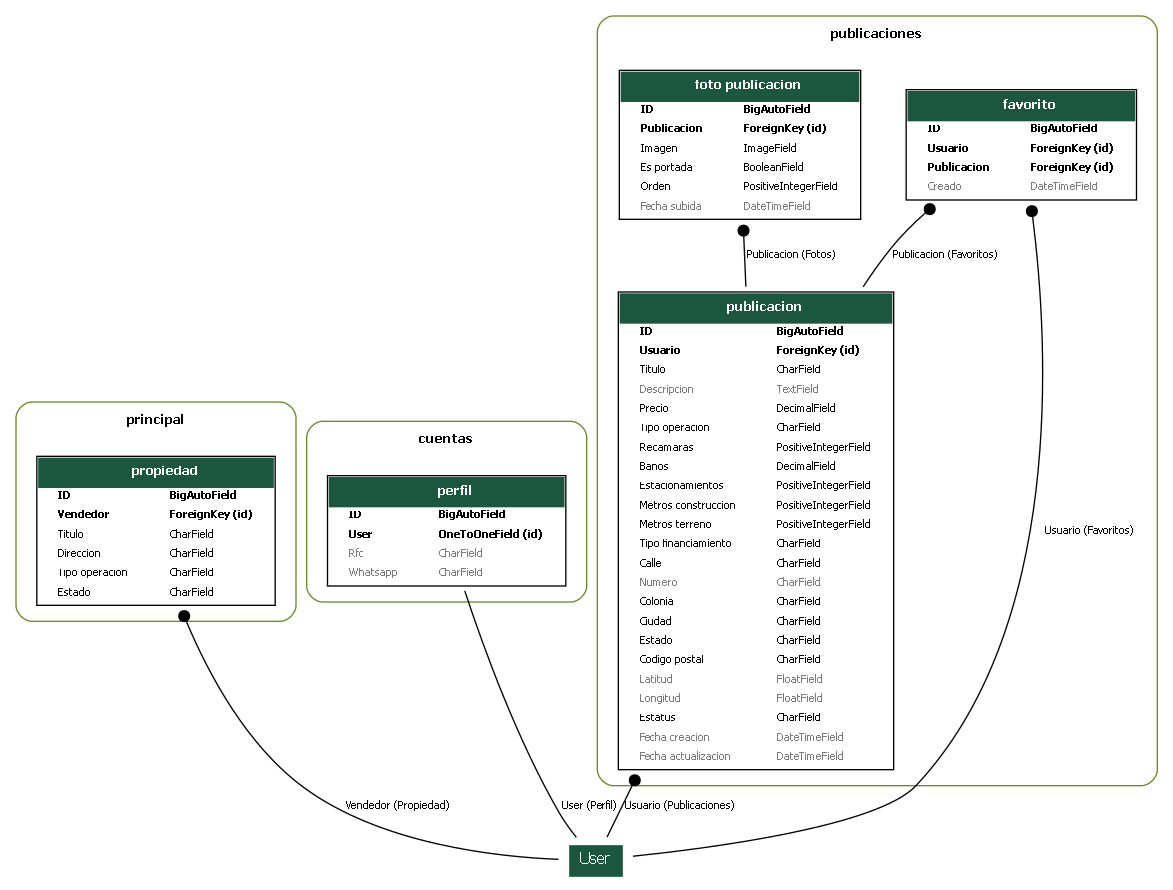 publicaciones
foto publicacion
ID BigAutoField
Publicacion ForeignKey (id)
Imagen ImageField
Es portada BooleanField
Orden PositiveIntegerField
Fecha subida DateTimeField
favorito
ID BigAutoField
Usuario ForeignKey (id)
Publicacion ForeignKey (id)
Creado DateTimeField
Publicacion (Fotos)
Publicacion (Favoritos)
publicacion
ID BigAutoField
Usuario ForeignKey (id)
Titulo CharField
Descripcion TextField
Precio DecimalField
Tipo operacion CharField
Recamaras PositiveIntegerField
Banos DecimalField
Estacionamientos PositiveIntegerField
Metros construccion PositiveIntegerField
Metros terreno PositiveIntegerField
Tipo financiamiento CharField
Calle CharField
Numero CharField
Colonia CharField
Ciudad CharField
Estado CharField
Codigo postal CharField
Latitud FloatField
Longitud FloatField
Estatus CharField
Fecha creacion DateTimeField
Fecha actualizacion DateTimeField
principal
propiedad
ID BigAutoField
Vendedor ForeignKey (id)
Titulo CharField
Direccion CharField
Tipo operacion CharField
Estado CharField
cuentas
perfil
ID BigAutoField
User OneToOneField (id)
Rfc CharField
Whatsapp CharField
Usuario (Favoritos)
Vendedor (Propiedad)
User (Perfil)
Usuario (Publicaciones)
User